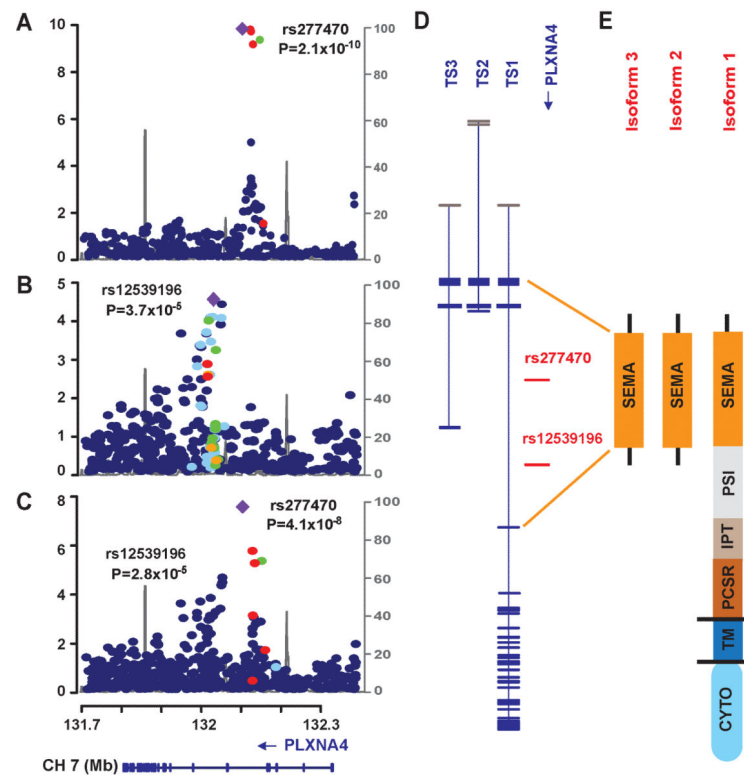 A
rs277470
P=2.1x10⁻¹⁰
10
8
6
4
2
0
100
80
60
40
20
0
B
rs12539196
P=3.7x10⁻⁵
5
4
3
2
1
0
100
80
60
40
20
0
C
rs277470
P=4.1x10⁻⁸
rs12539196
P=2.8x10⁻⁵
8
6
4
2
0
100
80
60
40
20
0
131.7
132
132.3
← PLXNA4
CH 7 (Mb)
D
TS3
TS2
TS1
← PLXNA4
rs277470
rs12539196
E
Isoform 3
Isoform 2
Isoform 1
SEMA
SEMA
SEMA
PSI
IPT
PCSR
TM
CYTO